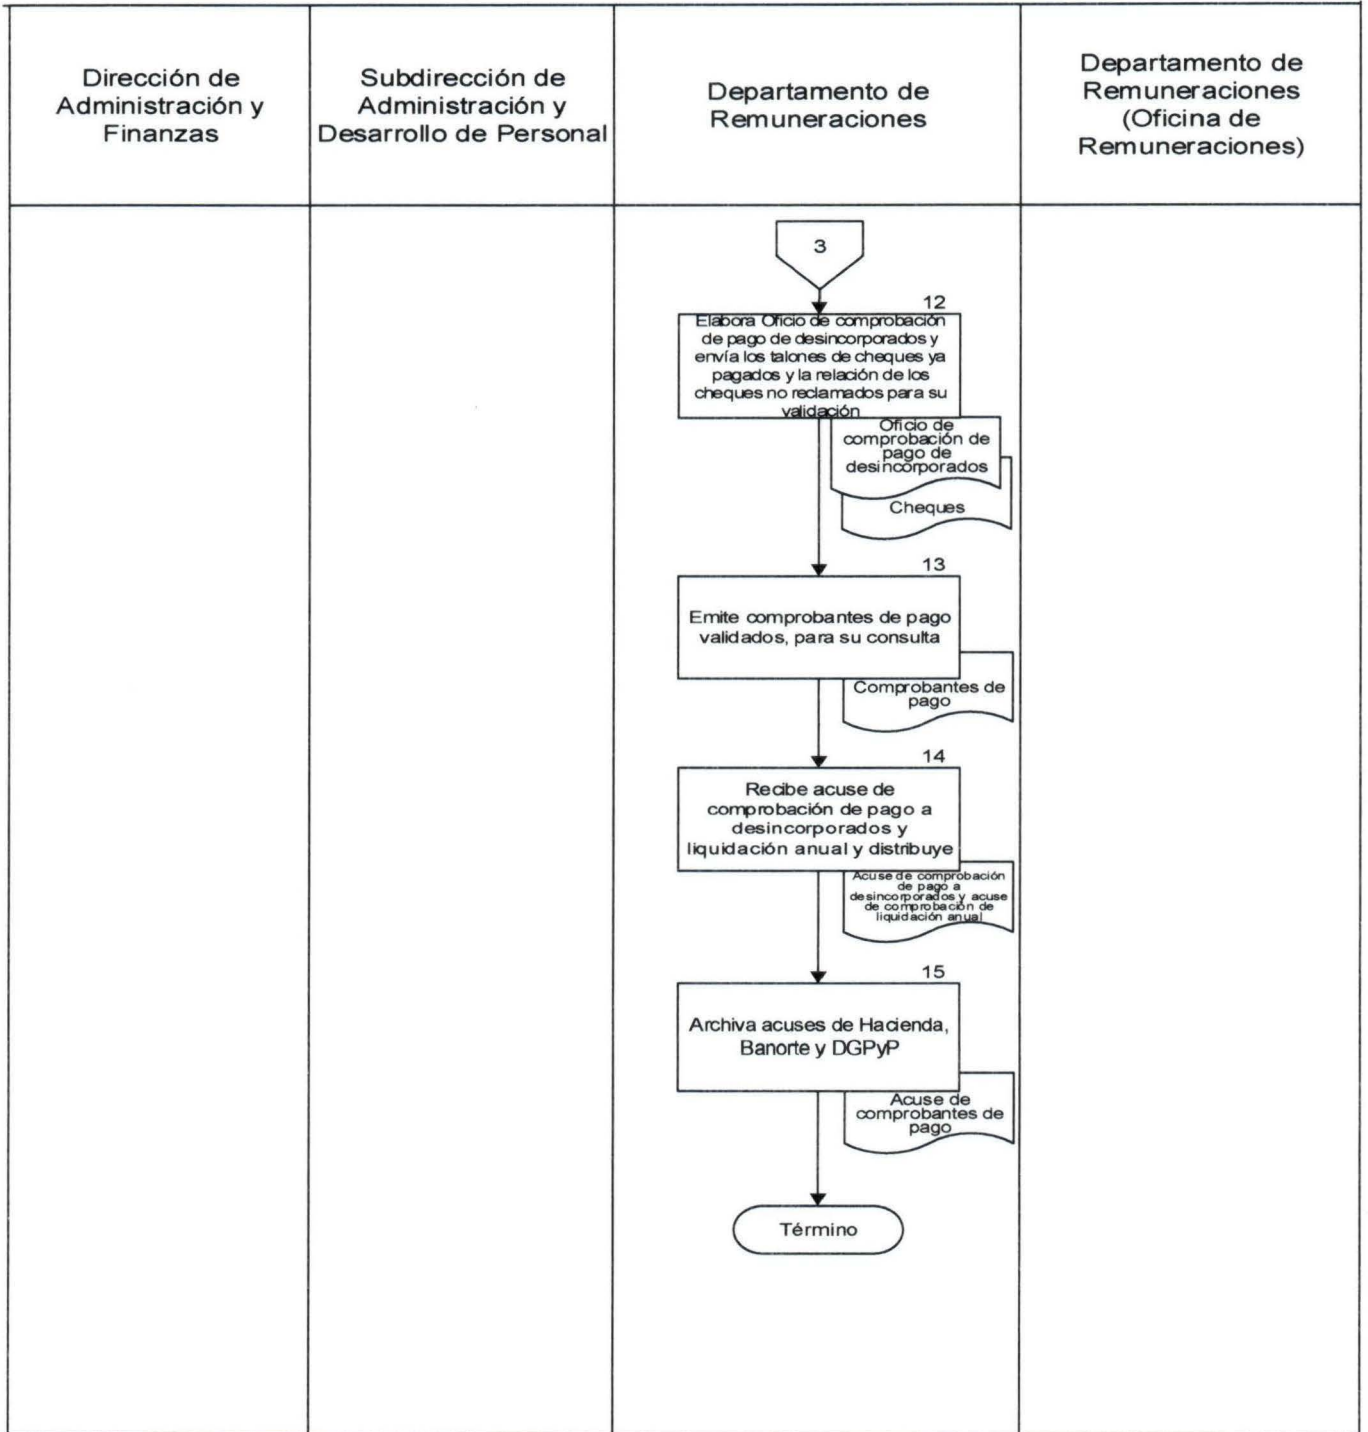 Dirección de
Administración y
Finanzas
Subdirección de
Administración y
Desarrollo de Personal
Departamento de
Remuneraciones
Departamento de
Remuneraciones
(Oficina de
Remuneraciones)
3
12
Elabora Oficio de comprobación
de pago de desincorporados y
envía los talones de cheques ya
pagados y la relación de los
cheques no reclamados para su
validación
Oficio de
comprobación de
pago de
desincorporados
Cheques
13
Emite comprobantes de pago
validados, para su consulta
Comprobantes de
pago
14
Recibe acuse de
comprobación de pago a
desincorporados y
liquidación anual y distribuye
Acuse de comprobación
de pago a
desincorporados y acuse
de comprobación de
liquidación anual
15
Archiva acuses de Hacienda,
Banorte y DGPyP
Acuse de
comprobantes de
pago
Término